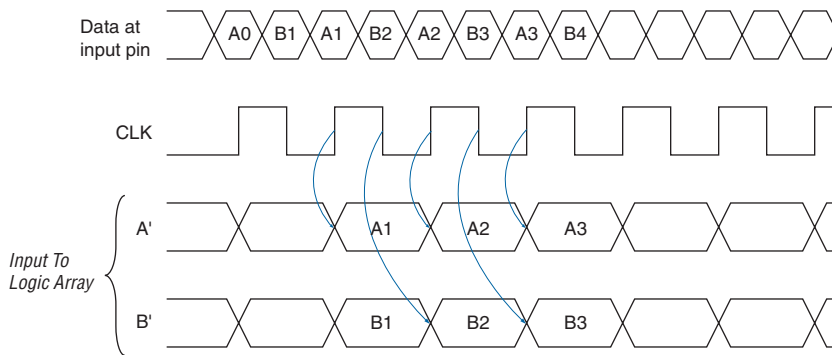 Data at
input pin
A0 B1 A1 B2 A2 B3 A3 B4
CLK
A' A1 A2 A3
Input To
Logic Array
B' B1 B2 B3